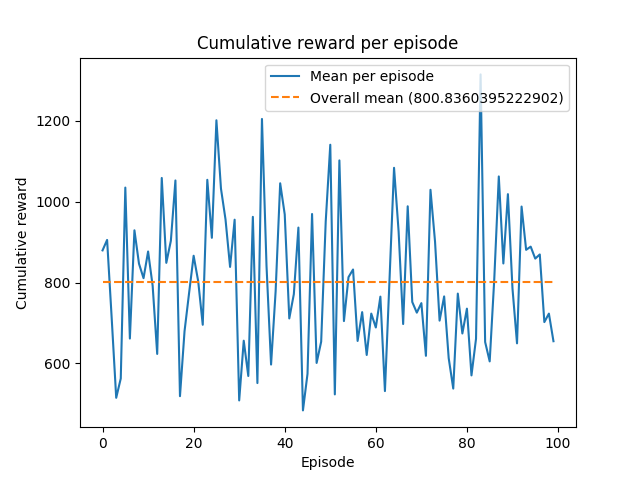 Cumulative reward per episode
Mean per episode
Overall mean (800.8360395222902)
1200
1000
800
600
Cumulative reward
0 20 40 60 80 100
Episode